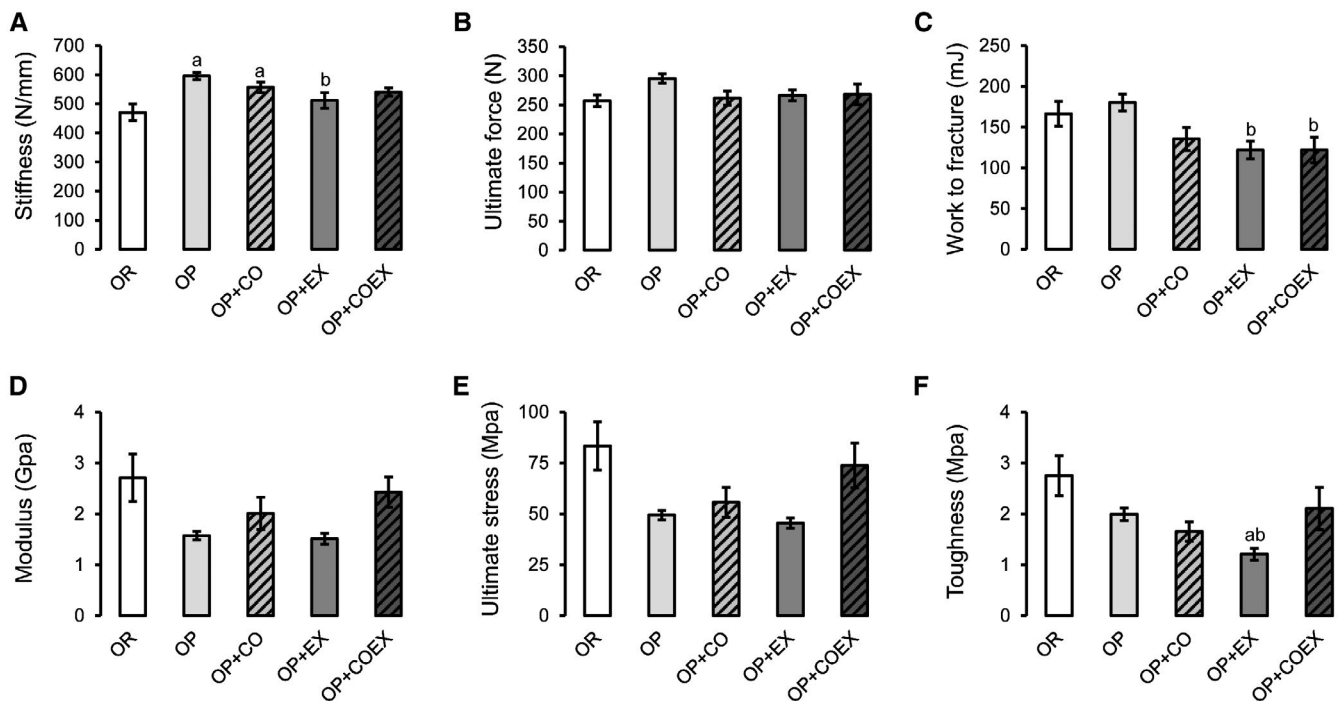 A
Stiffness (N/mm)
700
600
500
400
300
200
100
0
a
a
b
OR
OP
OP+CO
OP+EX
OP+COEX
B
Ultimate force (N)
350
300
250
200
150
100
50
0
OR
OP
OP+CO
OP+EX
OP+COEX
C
Work to fracture (mJ)
250
200
150
100
50
0
b
b
OR
OP
OP+CO
OP+EX
OP+COEX
D
Modulus (Gpa)
4
3
2
1
0
OR
OP
OP+CO
OP+EX
OP+COEX
E
Ultimate stress (Mpa)
100
75
50
25
0
OR
OP
OP+CO
OP+EX
OP+COEX
F
Toughness (Mpa)
4
3
2
1
0
ab
OR
OP
OP+CO
OP+EX
OP+COEX